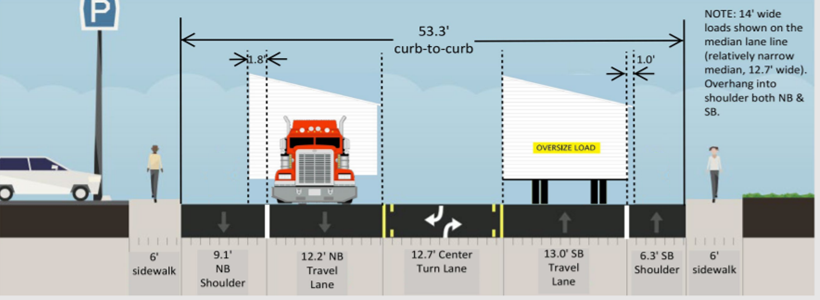 P
53.3'
curb-to-curb
1.8'
1.0'
NOTE: 14' wide
loads shown on the
median lane line
(relatively narrow
median, 12.7' wide).
Overhang into
shoulder both NB &
SB.
OVERSIZE LOAD
6'
sidewalk
9.1'
NB
Shoulder
12.2' NB
Travel
Lane
12.7' Center
Turn Lane
13.0' SB
Travel
Lane
6.3' SB
Shoulder
6'
sidewalk